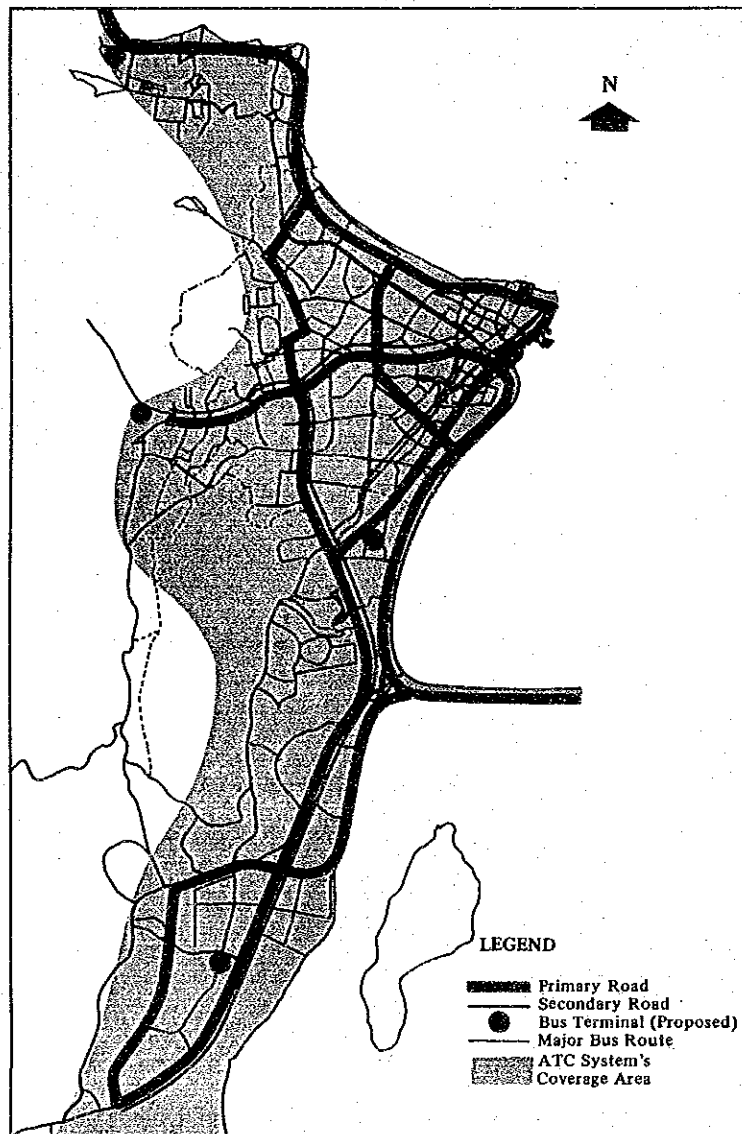 N
LEGEND
Primary Road
Secondary Road
Bus Terminal (Proposed)
Major Bus Route
ATC System's
Coverage Area